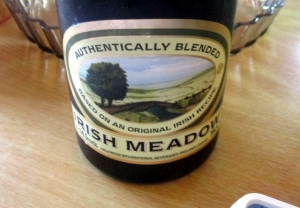 AUTHENTICALLY BLENDED
BASED ON AN ORIGINAL IRISH RECIPE
IRISH MEADOW